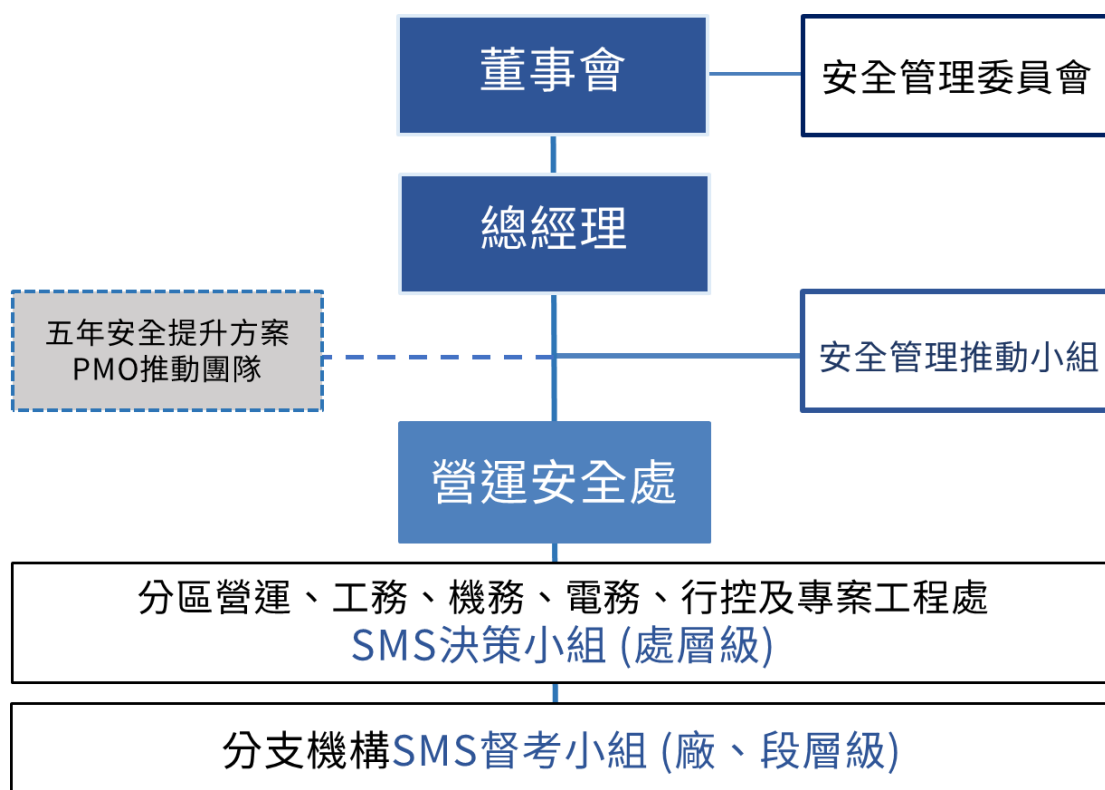 董事會
安全管理委員會
總經理
五年安全提升方案
PMO推動團隊
安全管理推動小組
營運安全處
分區營運、工務、機務、電務、行控及專案工程處
SMS決策小組 (處層級)
分支機構SMS督考小組 (廠、段層級)